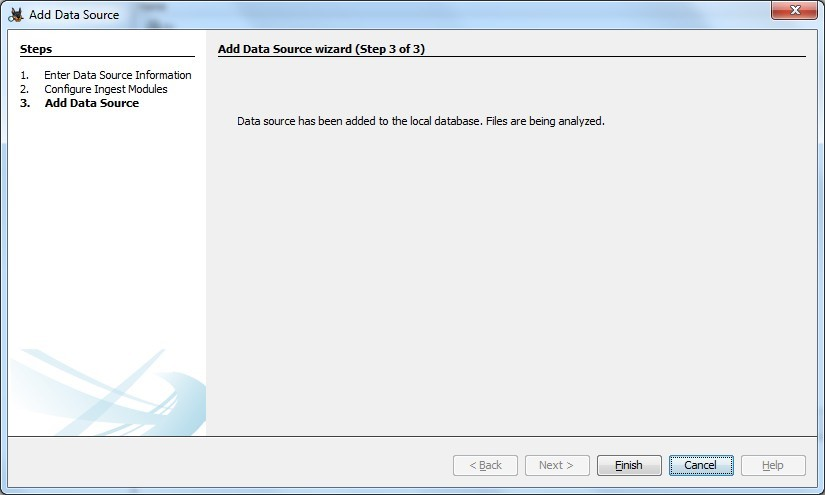 Add Data Source
Steps
1. Enter Data Source Information
2. Configure Ingest Modules
3. Add Data Source
Add Data Source wizard (Step 3 of 3)
Data source has been added to the local database. Files are being analyzed.
< Back Next > Finish Cancel Help